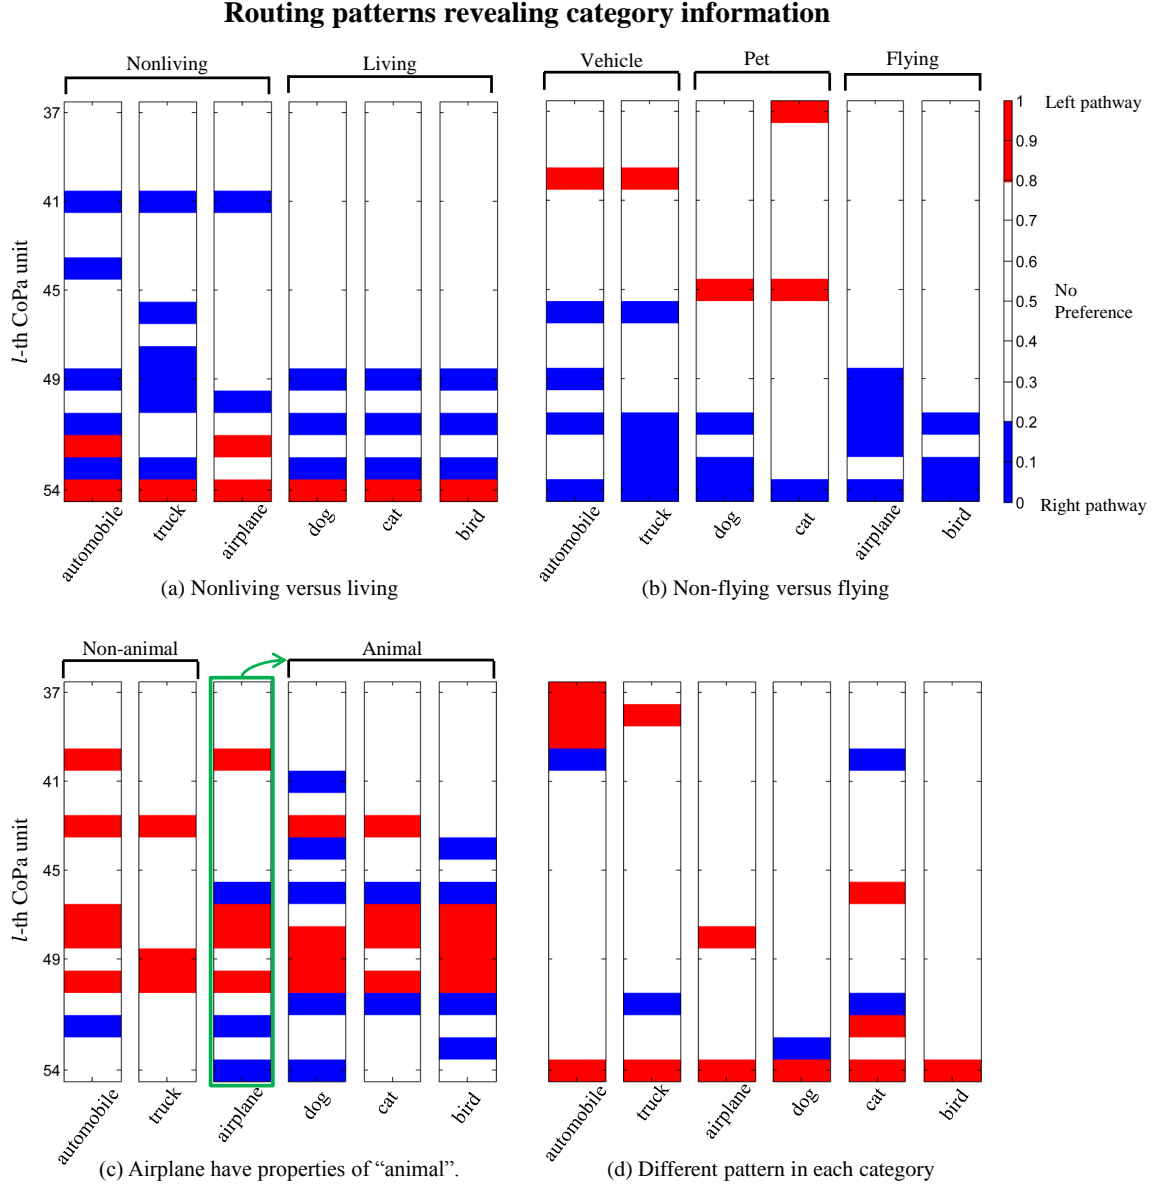 Routing patterns revealing category information
Nonliving
Living
Vehicle
Pet
Flying
37
41
45
49
54
l-th CoPa unit
automobile
truck
airplane
dog
cat
bird
(a) Nonliving versus living
automobile
truck
dog
cat
airplane
bird
(b) Non-flying versus flying
1
0.9
0.8
0.7
0.6
0.5
0.4
0.3
0.2
0.1
0
Left pathway
No
Preference
Right pathway
Non-animal
Animal
37
41
45
49
54
l-th CoPa unit
automobile
truck
airplane
dog
cat
bird
(c) Airplane have properties of “animal”.
automobile
truck
airplane
dog
cat
bird
(d) Different pattern in each category